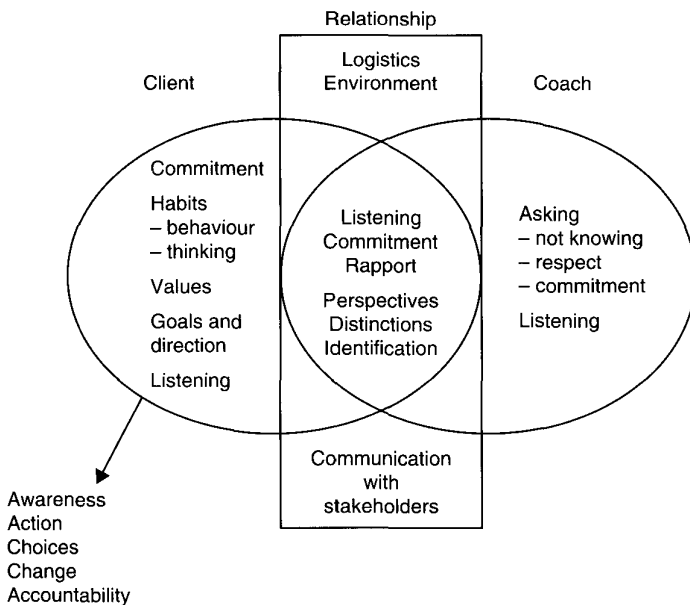 Relationship
Client
Logistics
Environment
Coach
Commitment
Habits
– behaviour
– thinking
Values
Goals and
direction
Listening
Listening
Commitment
Rapport
Perspectives
Distinctions
Identification
Asking
– not knowing
– respect
– commitment
Listening
Communication
with
stakeholders
Awareness
Action
Choices
Change
Accountability